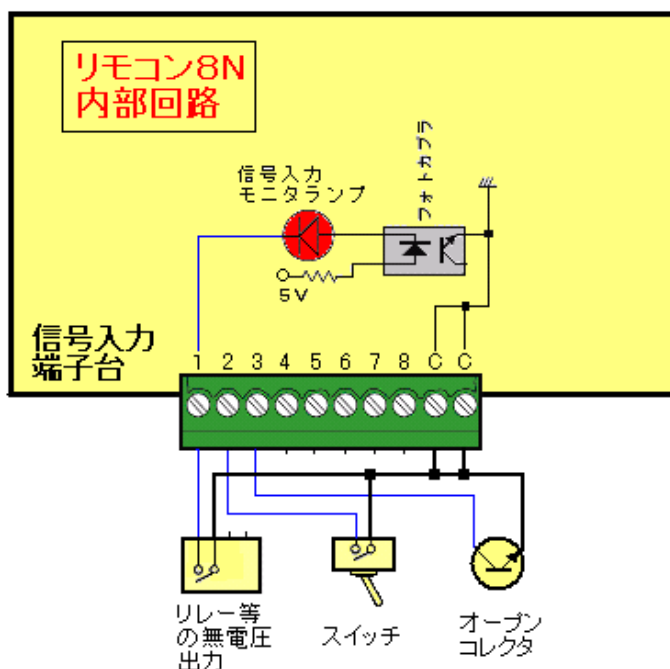 リモコン8N
内部回路
フォトカプラ
信号入力
モニタランプ
5V
信号入力
端子台
1 2 3 4 5 6 7 8 C C
リレー等
の無電圧
出力
スイッチ
オープン
コレクタ